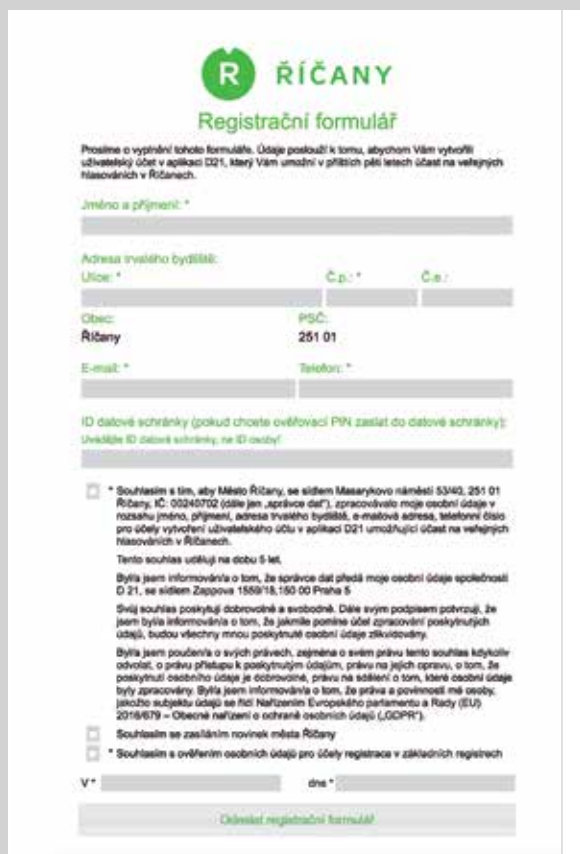 R ŘÍČANY
Registrační formulář
Prosíme o vyplnění tohoto formuláře. Údaje poslouží k tomu, abychom Vám vytvořili
uživatelský účet v aplikaci D21, který Vám umožní v příštích pěti letech účast na veřejných
hlasováních v Říčanech.
Jméno a příjmení: *
Adresa trvalého bydliště:
Ulice: * Č.p.: * Č.e.:
Obec: PSČ:
Říčany 251 01
E-mail: * Telefon: *
ID datové schránky (pokud chcete ověřovací PIN zaslat do datové schránky):
Uvádějte ID datové schránky, ne ID osoby!
* Souhlasím s tím, aby Město Říčany, se sídlem Masarykovo náměstí 53/40, 251 01
Říčany, IČ: 00240702 (dále jen „správce dat"), zpracovávalo moje osobní údaje v
rozsahu jméno, příjmení, adresa trvalého bydliště, e-mailová adresa, telefonní číslo
pro účely vytvoření uživatelského účtu v aplikaci D21 umožňující účast na veřejných
hlasováních v Říčanech.
Tento souhlas uděluji na dobu 5 let.
Byl/a jsem informován/a o tom, že správce dat předá moje osobní údaje společnosti
D 21, se sídlem Zappova 1559/18,150 00 Praha 5
Svůj souhlas poskytuji dobrovolně a svobodně. Dále svým podpisem potvrzuji, že
jsem byl/a informován/a o tom, že jakmile pomine účel zpracování poskytnutých
údajů, budou všechny mnou poskytnuté osobní údaje zlikvidovány.
Byl/a jsem poučen/a o svých právech, zejména o svém právu tento souhlas kdykoliv
odvolat, o právu přístupu k poskytnutým údajům, právu na jejich opravu, o tom, že
poskytnutí osobního údaje je dobrovolné, právu na sdělení o tom, které osobní údaje
byly zpracovány. Byl/a jsem informován/a o tom, že práva a povinnosti mé osoby,
jakožto subjektu údajů se řídí Nařízením Evropského parlamentu a Rady (EU)
2016/679 – Obecné nařízení o ochraně osobních údajů („GDPR").
Souhlasím se zasíláním novinek města Říčany
* Souhlasím s ověřením osobních údajů pro účely registrace v základních registrech
V * dne *
Odeslat registrační formulář